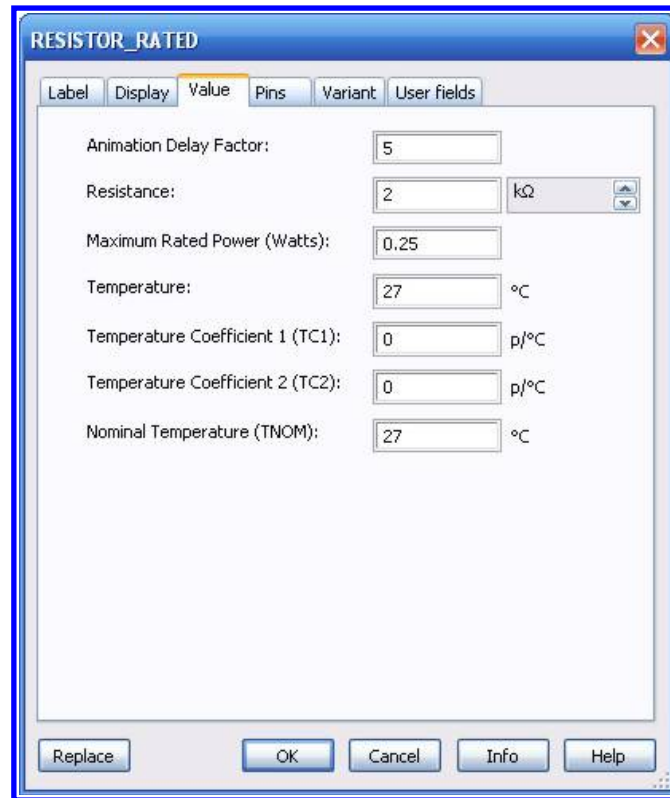 RESISTOR_RATED
Label Display Value Pins Variant User fields
Animation Delay Factor: 5
Resistance: 2 kΩ
Maximum Rated Power (Watts): 0.25
Temperature: 27 °C
Temperature Coefficient 1 (TC1): 0 p/°C
Temperature Coefficient 2 (TC2): 0 p/°C
Nominal Temperature (TNOM): 27 °C
Replace OK Cancel Info Help